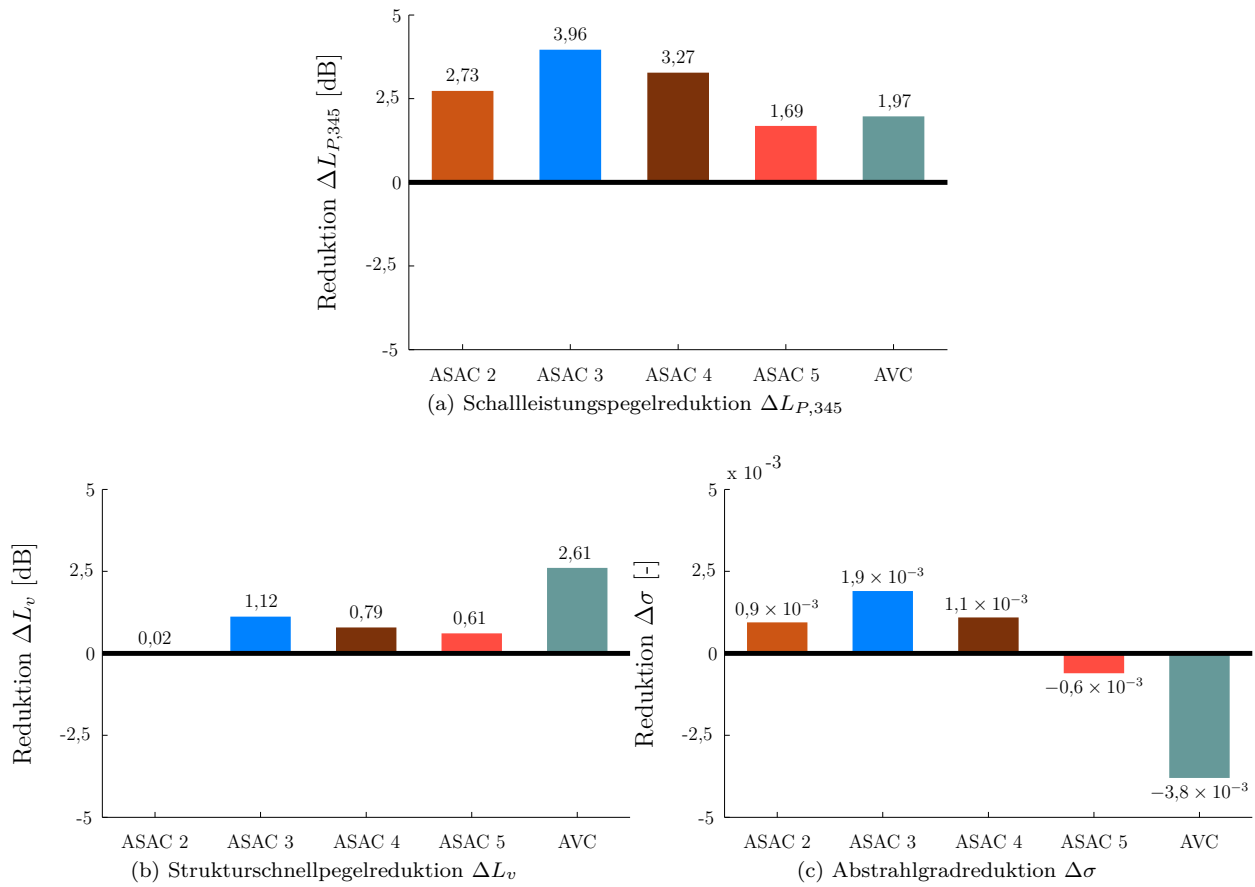 Reduktion ΔL_{P,345} [dB]
5
2,5
0
-2,5
-5
2,73
3,96
3,27
1,69
1,97
ASAC 2 ASAC 3 ASAC 4 ASAC 5 AVC
(a) Schallleistungspegelreduktion ΔL_{P,345}
Reduktion ΔL_v [dB]
5
2,5
0
-2,5
-5
0,02
1,12
0,79
0,61
2,61
ASAC 2 ASAC 3 ASAC 4 ASAC 5 AVC
(b) Strukturschnellpegelreduktion ΔL_v
x 10^{-3}
Reduktion Δσ [-]
5
2,5
0
-2,5
-5
0,9 × 10^{−3}
1,9 × 10^{−3}
1,1 × 10^{−3}
−0,6 × 10^{−3}
−3,8 × 10^{−3}
ASAC 2 ASAC 3 ASAC 4 ASAC 5 AVC
(c) Abstrahlgradreduktion Δσ